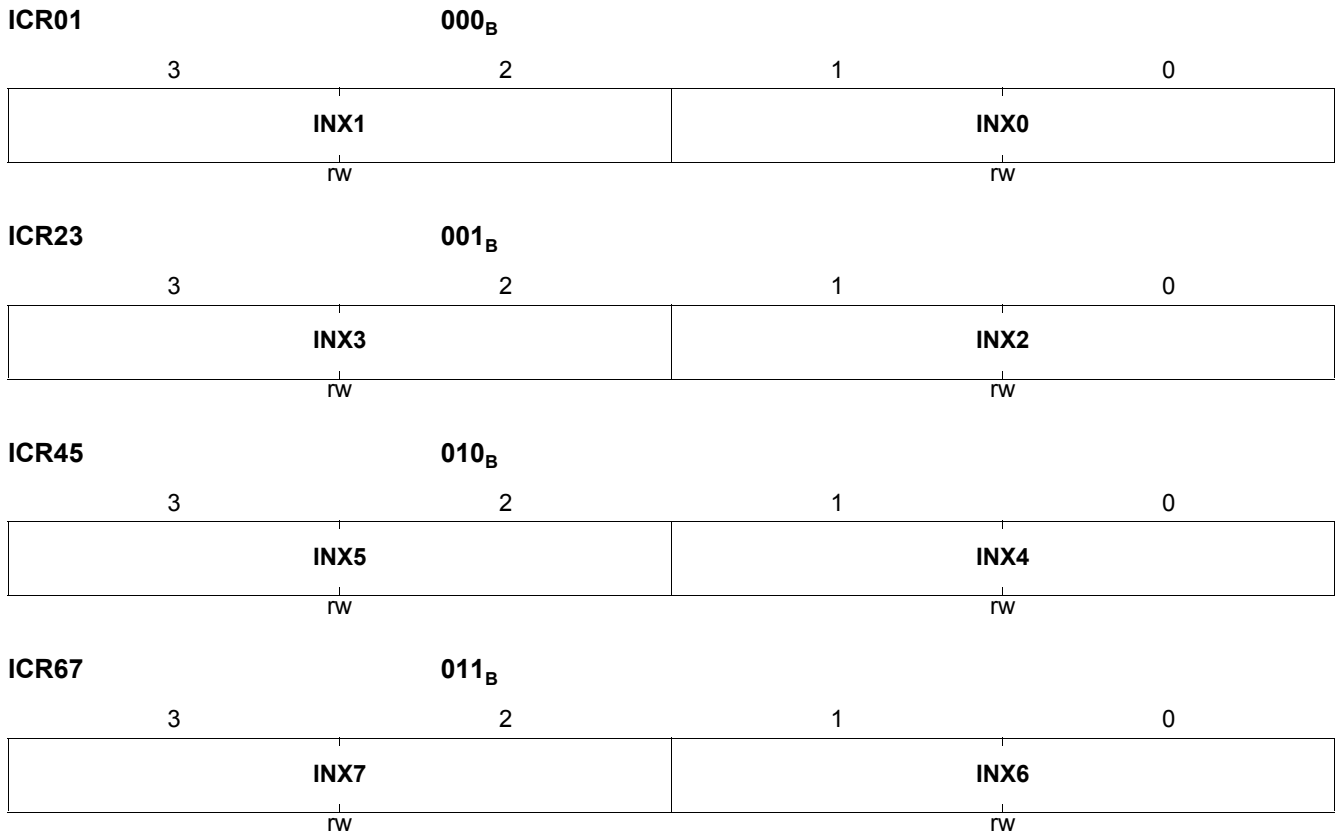 ICR01 000B
3 2 1 0
INX1 INX0
rw rw
ICR23 001B
3 2 1 0
INX3 INX2
rw rw
ICR45 010B
3 2 1 0
INX5 INX4
rw rw
ICR67 011B
3 2 1 0
INX7 INX6
rw rw